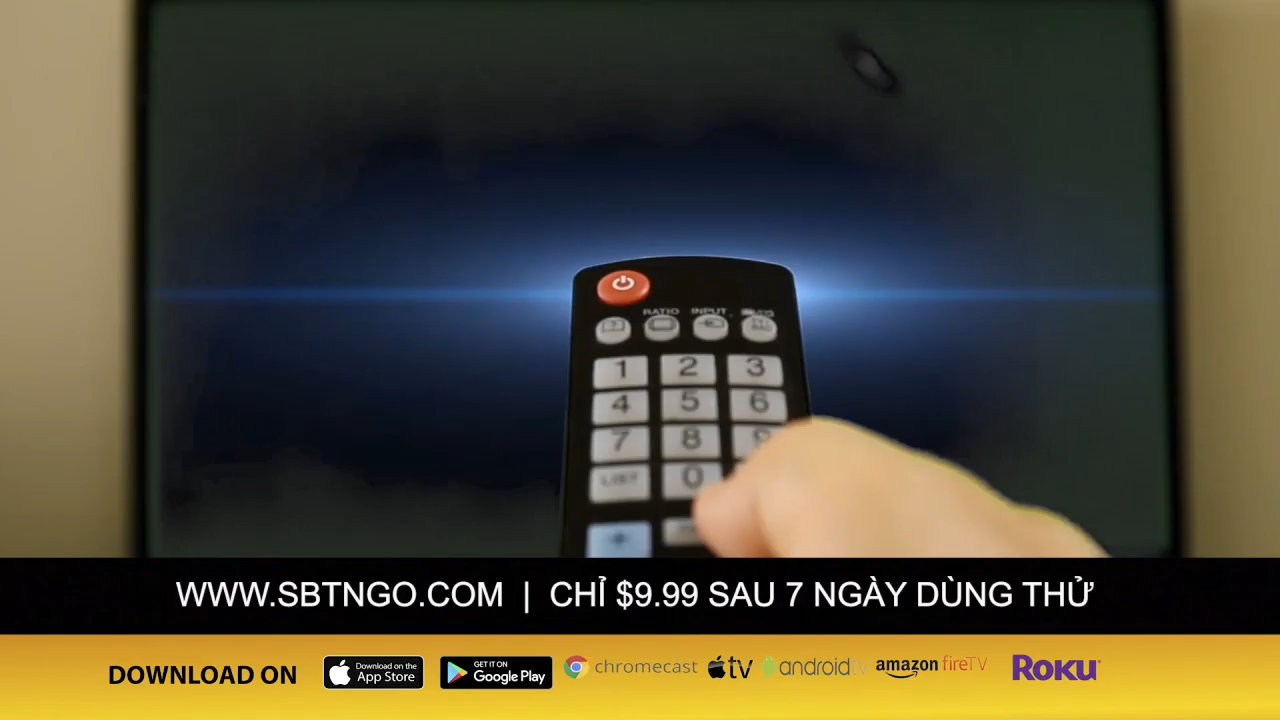 RATIO INPUT
1 2 3
4 5 6
7 8 9
LIST 0
+
WWW.SBTNGO.COM | CHỈ $9.99 SAU 7 NGÀY DÙNG THỬ
DOWNLOAD ON
Download on the
App Store
GET IT ON
Google Play
chromecast
tv
androidtv
amazon fireTV
ROKU